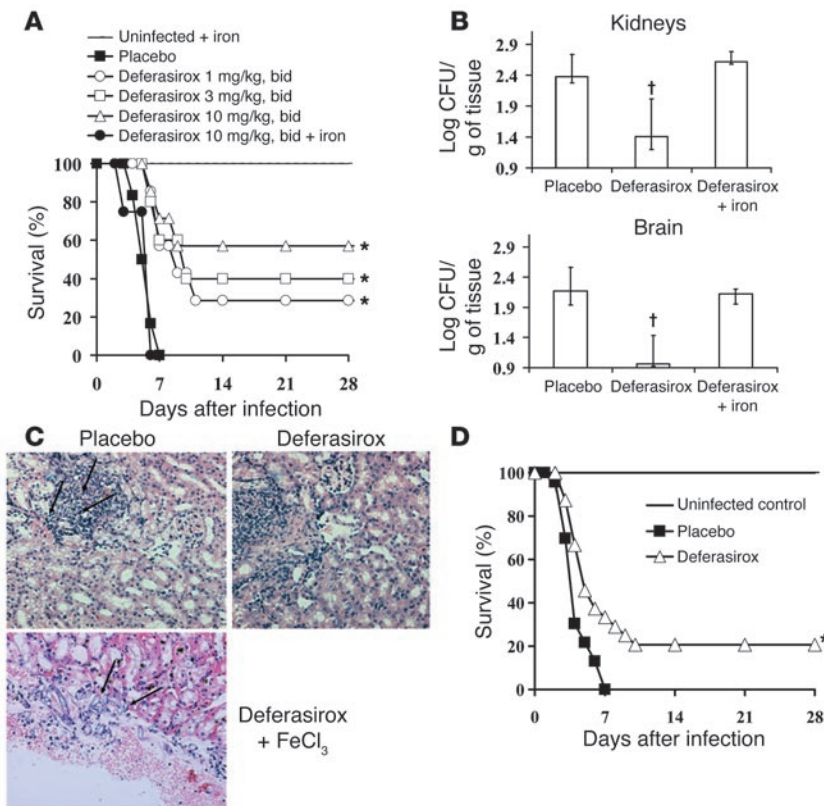 A
Uninfected + iron
Placebo
Deferasirox 1 mg/kg, bid
Deferasirox 3 mg/kg, bid
Deferasirox 10 mg/kg, bid
Deferasirox 10 mg/kg, bid + iron
Survival (%)
100
80
60
40
20
0
*
*
*
0 7 14 21 28
Days after infection
B
Kidneys
Log CFU/
g of tissue
2.9
2.4
1.9
1.4
0.9
†
Placebo Deferasirox Deferasirox
+ iron
Brain
Log CFU/
g of tissue
2.9
2.4
1.9
1.4
0.9
†
Placebo Deferasirox Deferasirox
+ iron
C
Placebo
Deferasirox
Deferasirox
+ FeCl₃
D
Survival (%)
100
80
60
40
20
0
Uninfected control
Placebo
Deferasirox
*
0 7 14 21 28
Days after infection